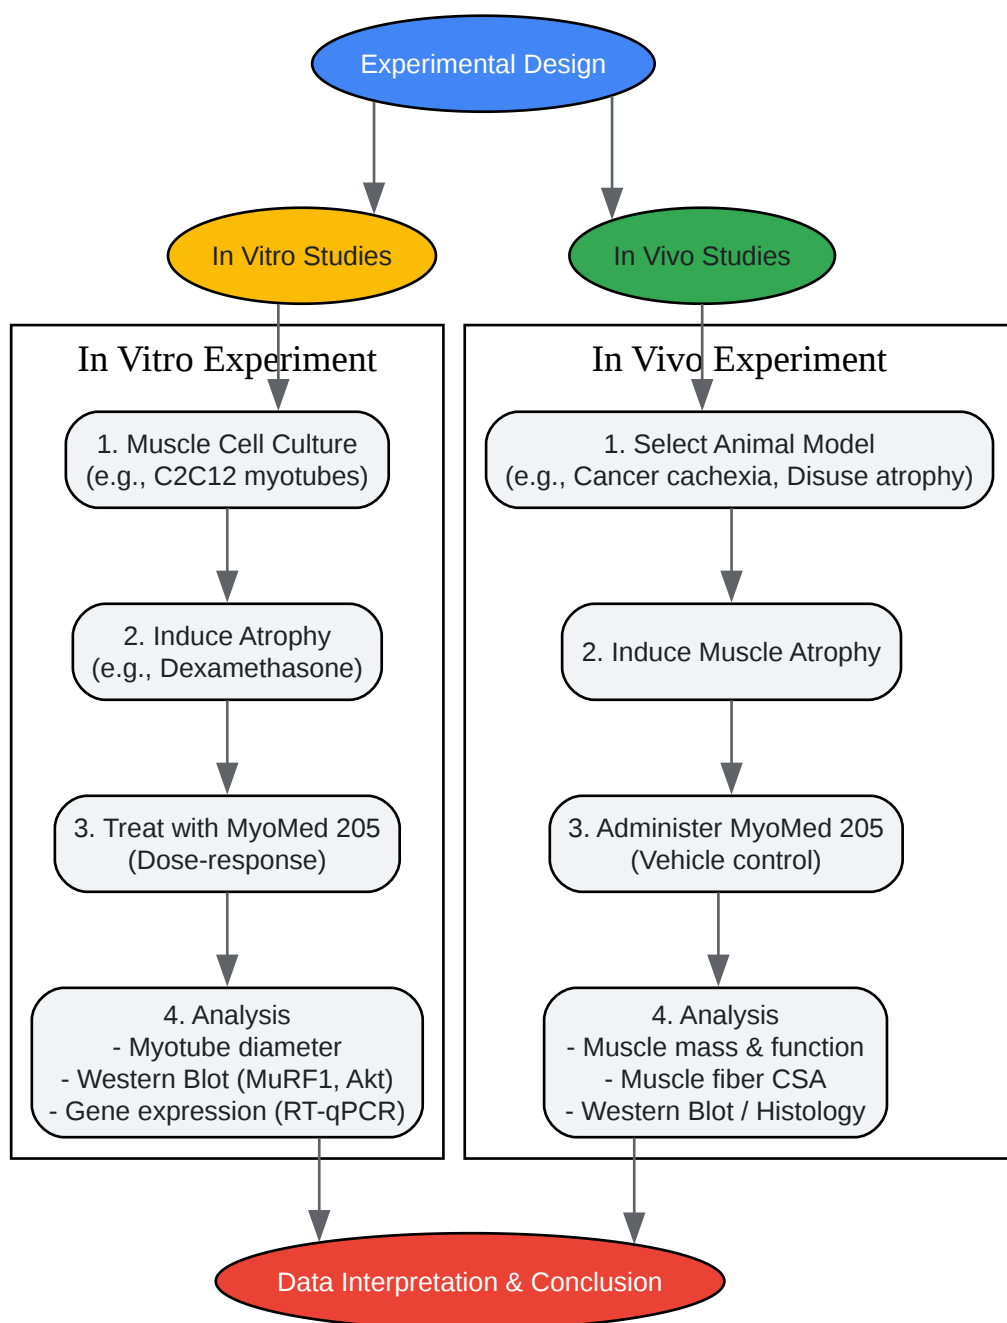 Experimental Design
In Vitro Studies
In Vivo Studies
In Vitro Experiment
1. Muscle Cell Culture
(e.g., C2C12 myotubes)
2. Induce Atrophy
(e.g., Dexamethasone)
3. Treat with MyoMed 205
(Dose-response)
4. Analysis
- Myotube diameter
- Western Blot (MuRF1, Akt)
- Gene expression (RT-qPCR)
In Vivo Experiment
1. Select Animal Model
(e.g., Cancer cachexia, Disuse atrophy)
2. Induce Muscle Atrophy
3. Administer MyoMed 205
(Vehicle control)
4. Analysis
- Muscle mass & function
- Muscle fiber CSA
- Western Blot / Histology
Data Interpretation & Conclusion